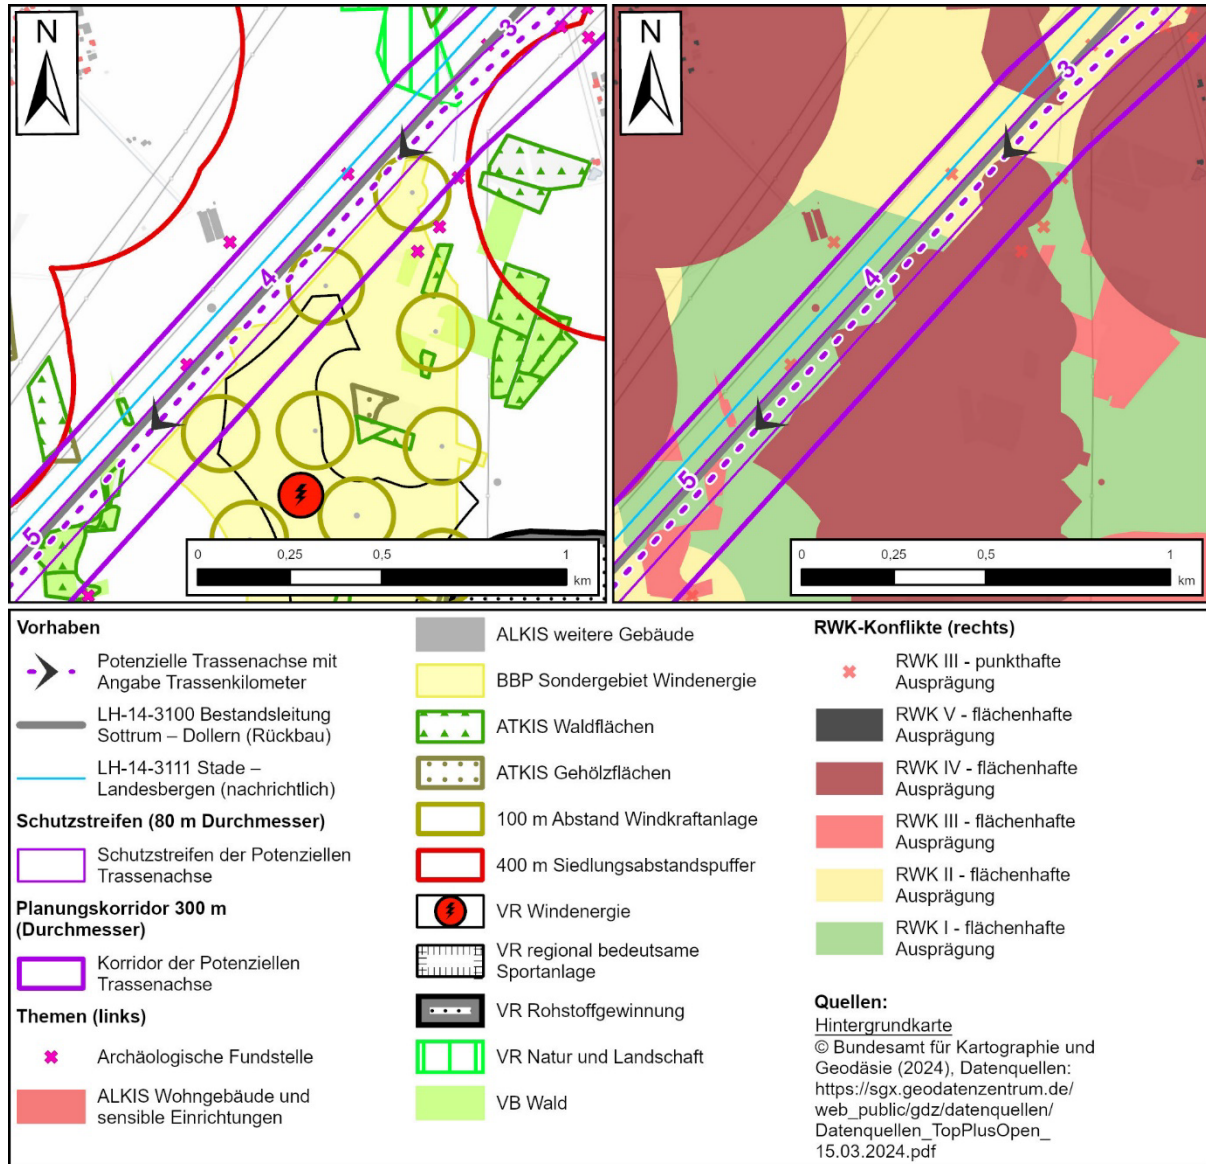 N
3
4
5
0
0,25
0,5
1
km
N
3
4
5
0
0,25
0,5
1
km
Vorhaben
Potenzielle Trassenachse mit
Angabe Trassenkilometer
LH-14-3100 Bestandsleitung
Sottrum – Dollern (Rückbau)
LH-14-3111 Stade –
Landesbergen (nachrichtlich)
Schutzstreifen (80 m Durchmesser)
Schutzstreifen der Potenziellen
Trassenachse
Planungskorridor 300 m
(Durchmesser)
Korridor der Potenziellen
Trassenachse
Themen (links)
Archäologische Fundstelle
ALKIS Wohngebäude und
sensible Einrichtungen
ALKIS weitere Gebäude
BBP Sondergebiet Windenergie
ATKIS Waldflächen
ATKIS Gehölzflächen
100 m Abstand Windkraftanlage
400 m Siedlungsabstandspuffer
VR Windenergie
VR regional bedeutsame
Sportanlage
VR Rohstoffgewinnung
VR Natur und Landschaft
VB Wald
RWK-Konflikte (rechts)
RWK III - punkthafte
Ausprägung
RWK V - flächenhafte
Ausprägung
RWK IV - flächenhafte
Ausprägung
RWK III - flächenhafte
Ausprägung
RWK II - flächenhafte
Ausprägung
RWK I - flächenhafte
Ausprägung
Quellen:
Hintergrundkarte
© Bundesamt für Kartographie und
Geodäsie (2024), Datenquellen:
https://sgx.geodatenzentrum.de/
web_public/gdz/datenquellen/
Datenquellen_TopPlusOpen_
15.03.2024.pdf